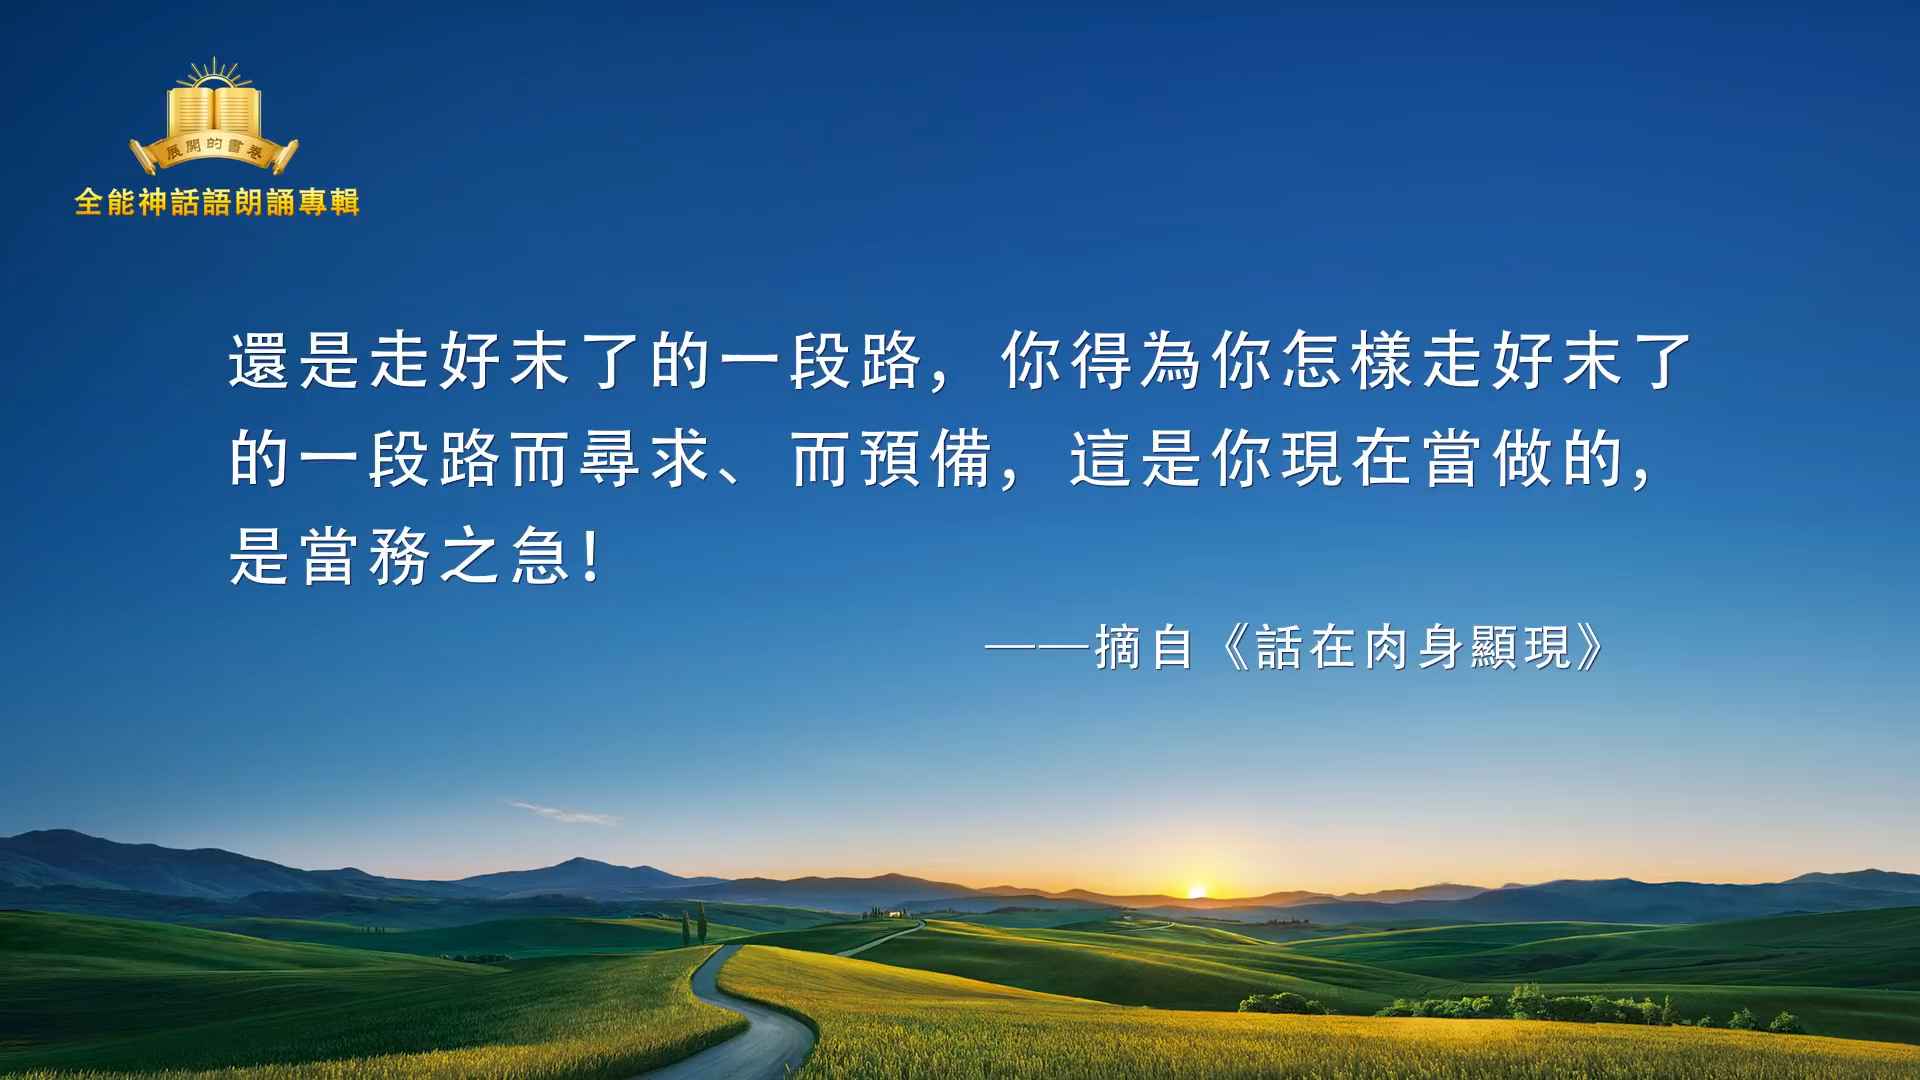 展開的書卷
全能神話語朗誦專輯
還是走好末了的一段路，你得為你怎樣走好末了
的一段路而尋求、而預備，這是你現在當做的，
是當務之急！
——摘自《話在肉身顯現》